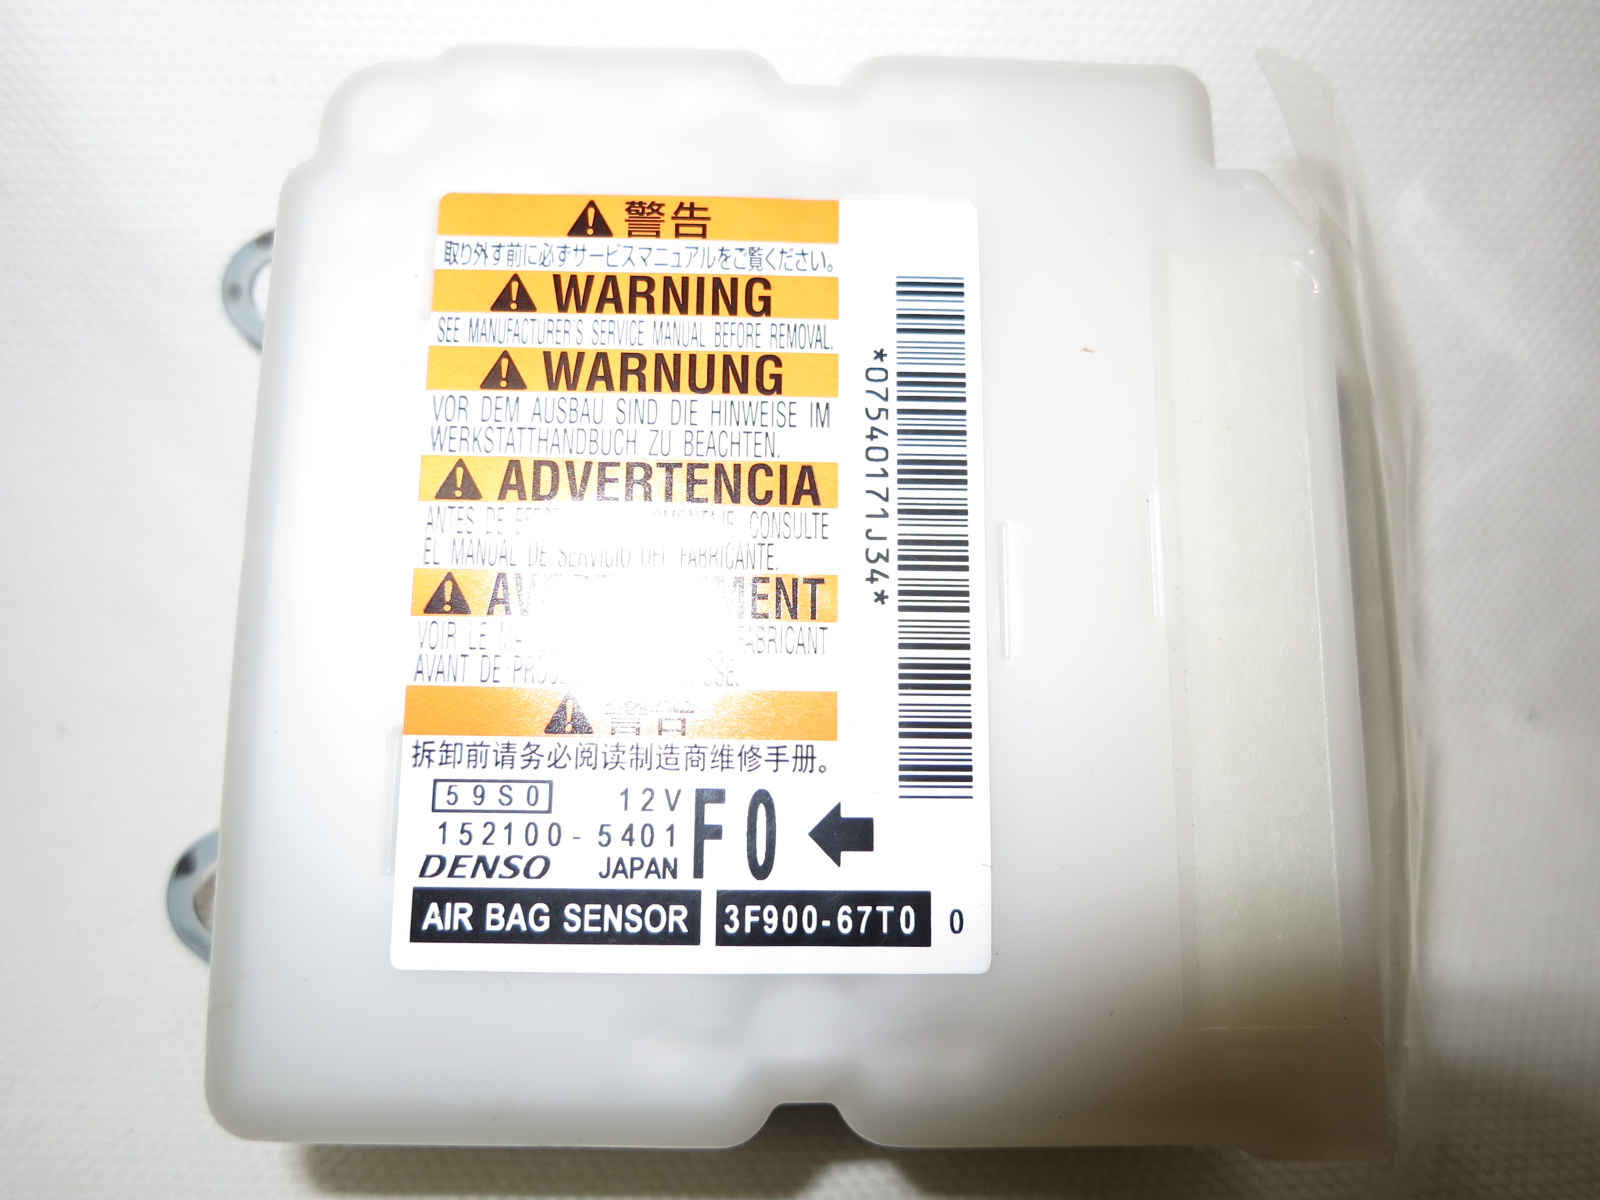 警告
取り外す前に必ずサービスマニュアルをご覧ください。
WARNING
SEE MANUFACTURER'S SERVICE MANUAL BEFORE REMOVAL.
WARNUNG
VOR DEM AUSBAU SIND DIE HINWEISE IM
WERKSTATTHANDBUCH ZU BEACHTEN.
ADVERTENCIA
ANTES DE CONSULTE
EL MANUAL DE SERVICIO DEL FABRICANTE.
VOIR LE FABRICANT
AVANT DE
警告
拆卸前请务必阅读制造商维修手册。
59S0 12V
152100-5401 F0
DENSO JAPAN
AIR BAG SENSOR 3F900-67T0 0
*07540171J34*